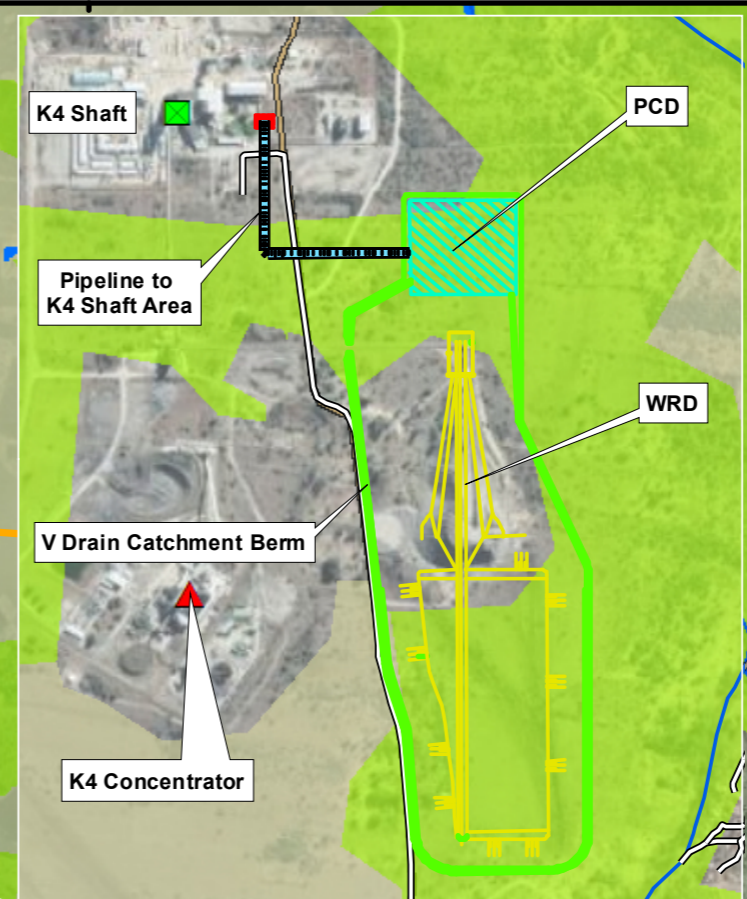 K4 Shaft
PCD
Pipeline to
K4 Shaft Area
WRD
V Drain Catchment Berm
K4 Concentrator